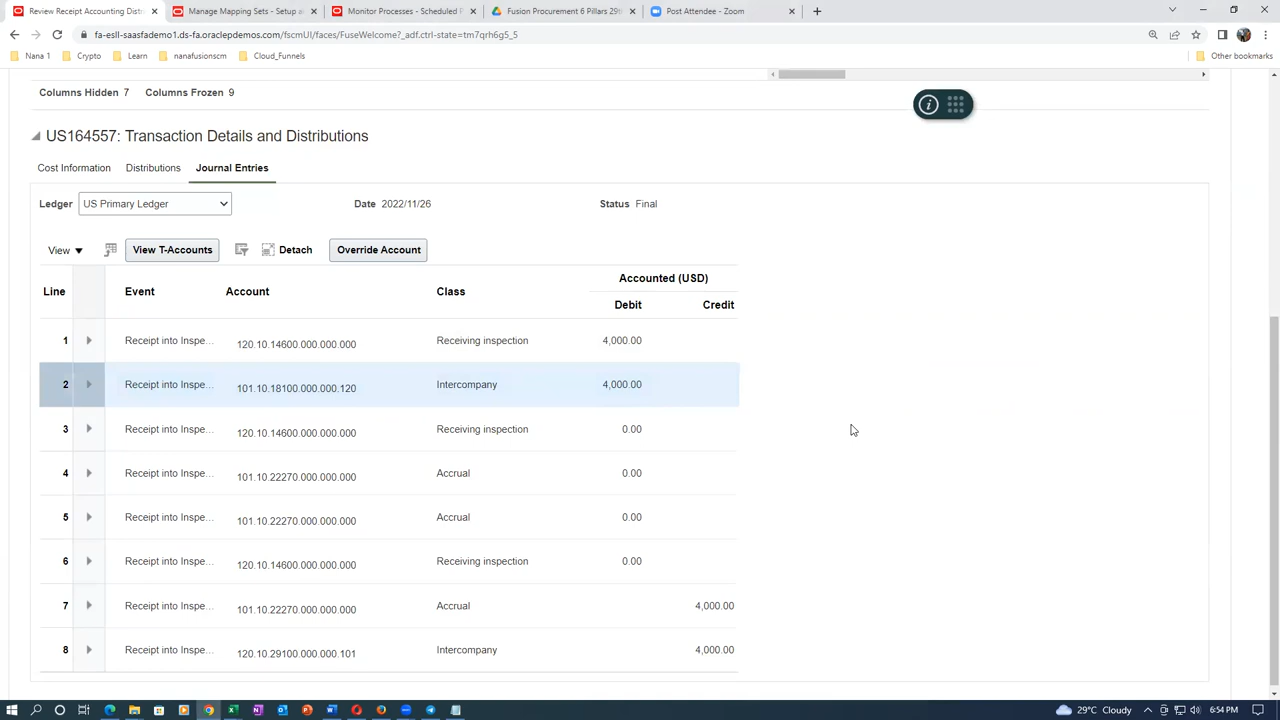 Review Receipt Accounting Distri
Manage Mapping Sets - Setup a
Monitor Processes - Scheduled P
Fusion Procurement 6 Pillars 29t
Post Attendee - Zoom
fa-esll-saasfademo1.ds-fa.oraclepdemos.com/fscmUI/faces/FuseWelcome?_adf.ctrl-state=tm7qrh6g5_5
Nana 1
Crypto
Learn
nanafusionscm
Cloud_Funnels
Other bookmarks
Columns Hidden 7 Columns Frozen 9
US164557: Transaction Details and Distributions
Cost Information Distributions Journal Entries
Ledger US Primary Ledger Date 2022/11/26 Status Final
View View T-Accounts Detach Override Account
Accounted (USD)
Line Event Account Class
Debit Credit
1 Receipt into Inspe... 120.10.14600.000.000.000 Receiving inspection 4,000.00
2 Receipt into Inspe... 101.10.18100.000.000.120 Intercompany 4,000.00
3 Receipt into Inspe... 120.10.14600.000.000.000 Receiving inspection 0.00
4 Receipt into Inspe... 101.10.22270.000.000.000 Accrual 0.00
5 Receipt into Inspe... 101.10.22270.000.000.000 Accrual 0.00
6 Receipt into Inspe... 120.10.14600.000.000.000 Receiving inspection 0.00
7 Receipt into Inspe... 101.10.22270.000.000.000 Accrual 4,000.00
8 Receipt into Inspe... 120.10.29100.000.000.101 Intercompany 4,000.00
29°C Cloudy 6:54 PM